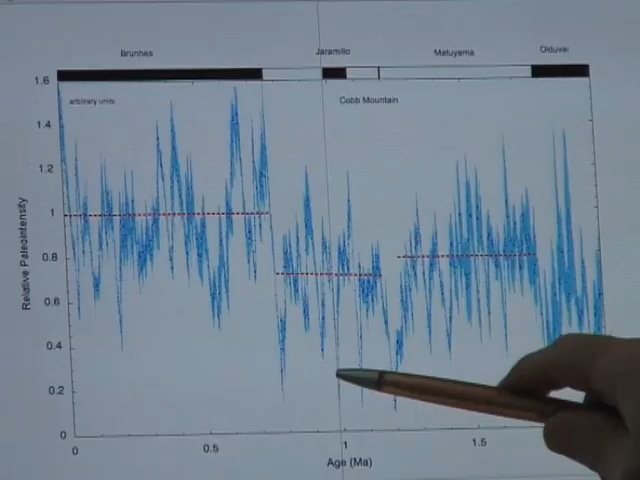 Brunhes Jaramillo Matuyama Olduvai
1.6
arbitrary units
Cobb Mountain
1.4
1.2
1
0.8
0.6
0.4
0.2
0
Relative Paleointensity
0 0.5 1 1.5
Age (Ma)